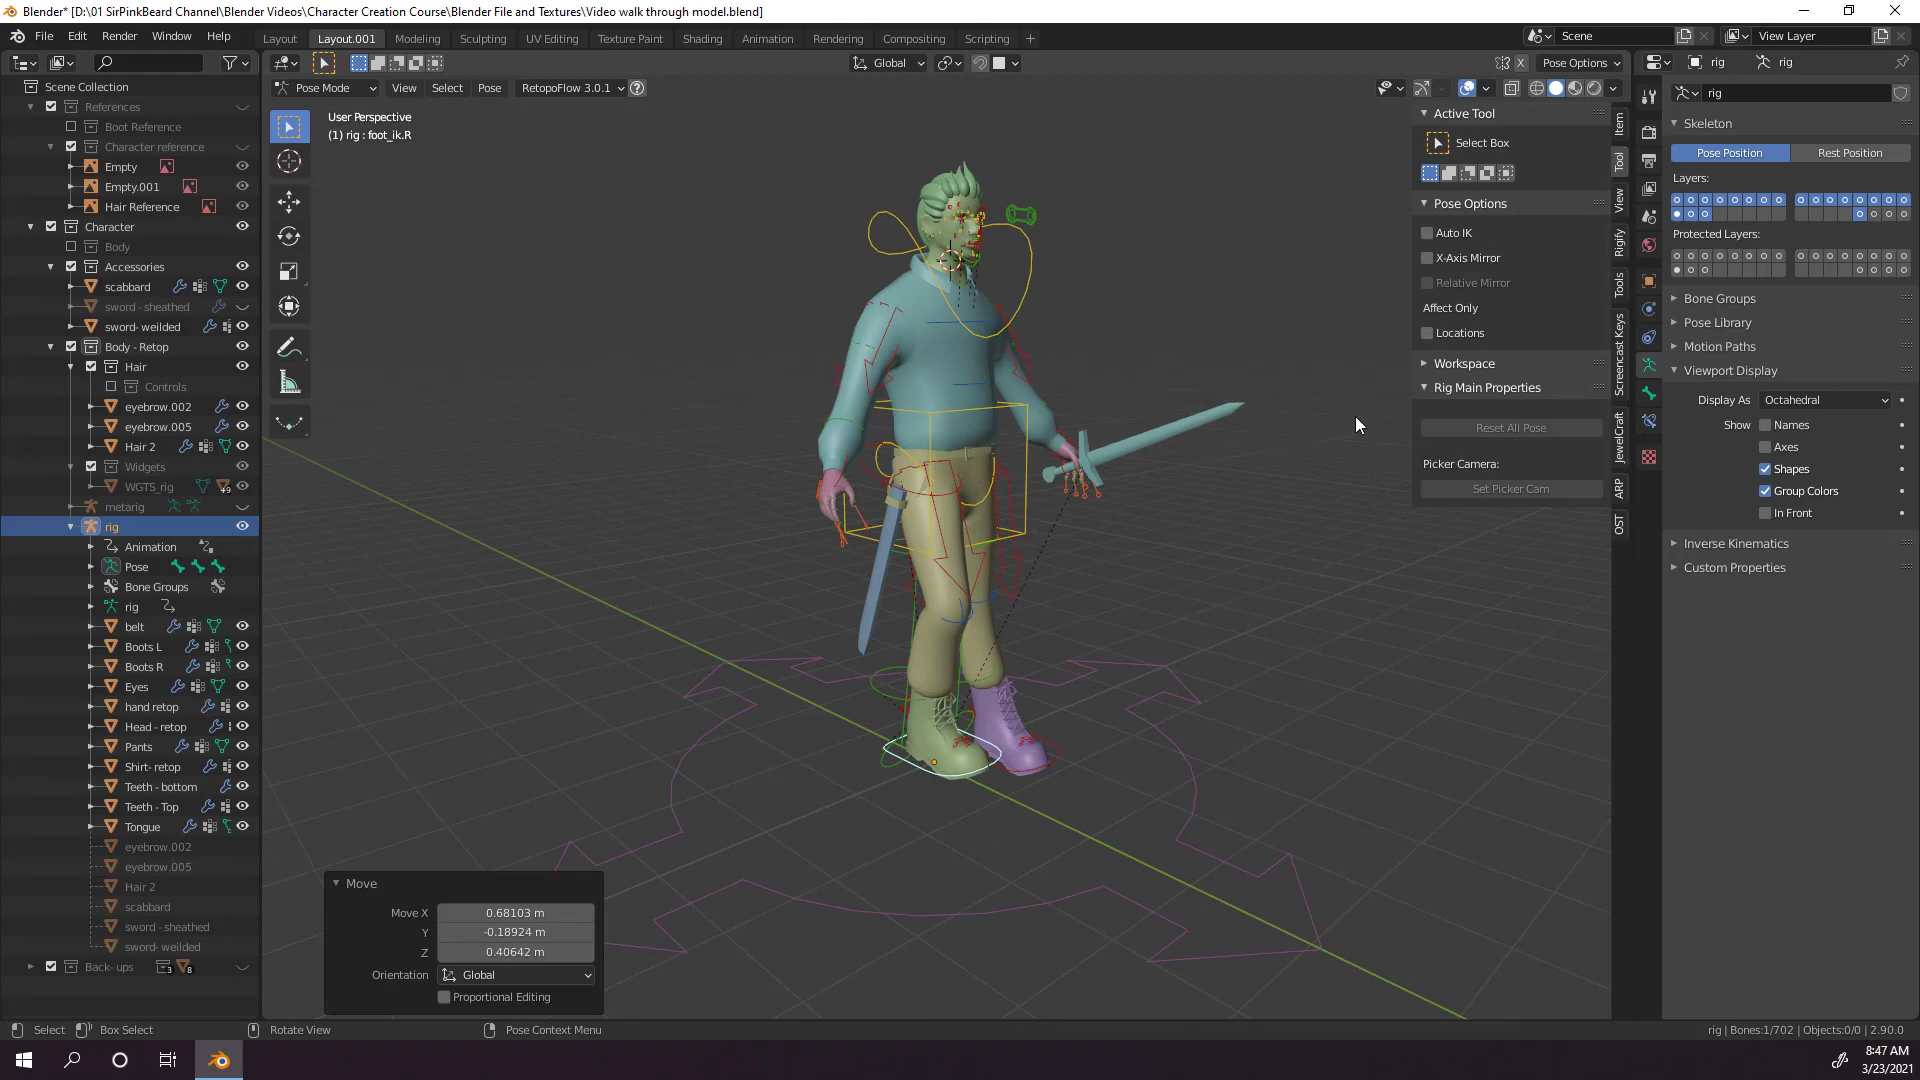 Blender* [D:\01 SirPinkBeard Channel\Blender Videos\Character Creation Course\Blender File and Textures\Video walk through model.blend]
File Edit Render Window Help
Layout Layout.001 Modeling Sculpting UV Editing Texture Paint Shading Animation Rendering Compositing Scripting +
Scene
View Layer
Global
X
Pose Options
rig
rig
Pose Mode View Select Pose RetopoFlow 3.0.1
User Perspective
(1) rig : foot_ik.R
Scene Collection
References
Boot Reference
Character reference
Empty
Empty.001
Hair Reference
Character
Body
Accessories
scabbard
sword - sheathed
sword- weilded
Body - Retop
Hair
Controls
eyebrow.002
eyebrow.005
Hair 2
Widgets
WGTS_rig
+9
metarig
rig
Animation
Pose
Bone Groups
rig
belt
Boots L
Boots R
Eyes
hand retop
Head - retop
Pants
Shirt- retop
Teeth - bottom
Teeth - Top
Tongue
eyebrow.002
eyebrow.005
Hair 2
scabbard
sword - sheathed
sword- weilded
Back- ups
3
8
Move
Move X 0.68103 m
Y -0.18924 m
Z 0.40642 m
Orientation Global
Proportional Editing
Active Tool
Select Box
Pose Options
Auto IK
X-Axis Mirror
Relative Mirror
Affect Only
Locations
Workspace
Rig Main Properties
Reset All Pose
Picker Camera:
Set Picker Cam
Item
Tool
View
Rigify
Tools
Screencast Keys
JewelCraft
ARP
OST
rig
Skeleton
Pose Position Rest Position
Layers:
Protected Layers:
Bone Groups
Pose Library
Motion Paths
Viewport Display
Display As Octahedral
Show Names
Axes
Shapes
Group Colors
In Front
Inverse Kinematics
Custom Properties
Select Box Select Rotate View Pose Context Menu
rig | Bones:1/702 | Objects:0/0 | 2.90.0
8:47 AM
3/23/2021